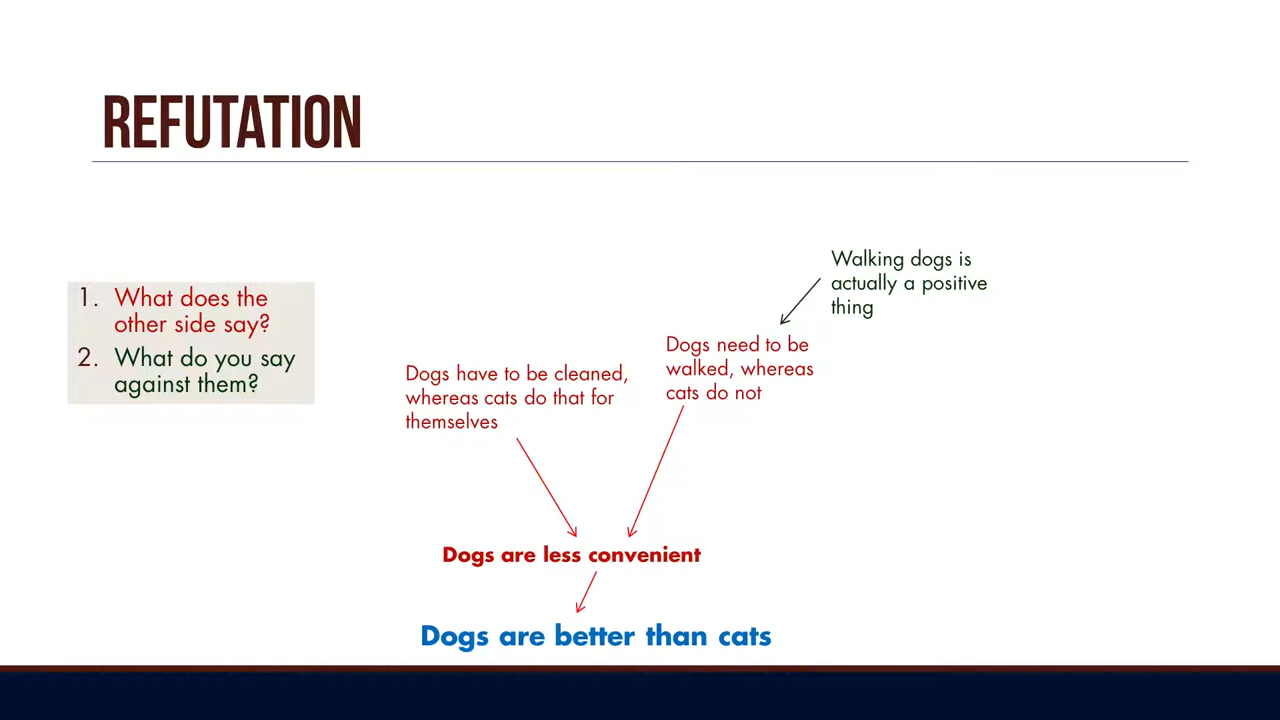 REFUTATION
1. What does the
other side say?
2. What do you say
against them?
Walking dogs is
actually a positive
thing
Dogs need to be
walked, whereas
cats do not
Dogs have to be cleaned,
whereas cats do that for
themselves
Dogs are less convenient
Dogs are better than cats